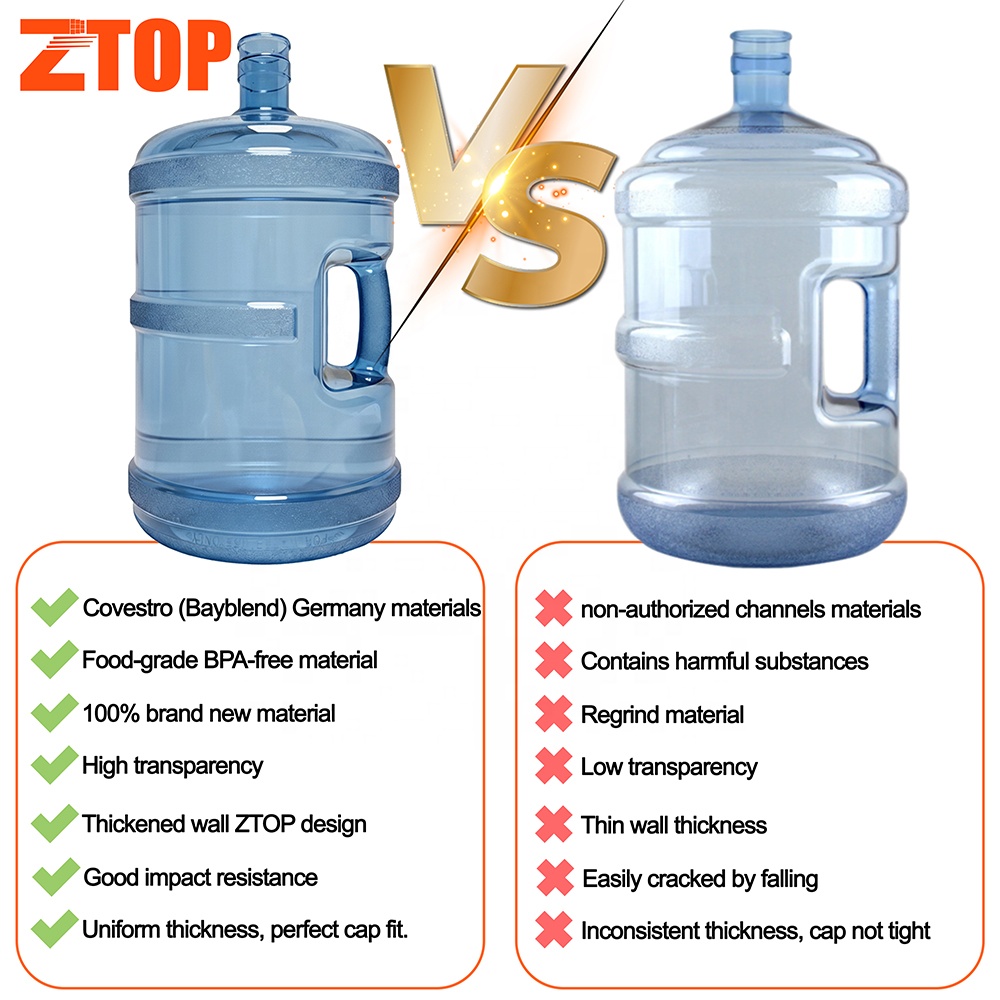 ZTOP
VS
Covestro (Bayblend) Germany materials
Food-grade BPA-free material
100% brand new material
High transparency
Thickened wall ZTOP design
Good impact resistance
Uniform thickness, perfect cap fit.
non-authorized channels materials
Contains harmful substances
Regrind material
Low transparency
Thin wall thickness
Easily cracked by falling
Inconsistent thickness, cap not tight